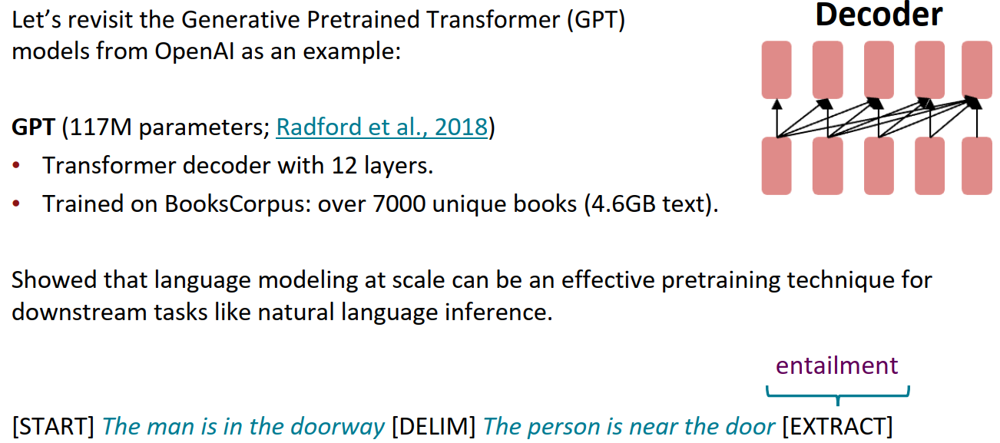 Let’s revisit the Generative Pretrained Transformer (GPT)
models from OpenAI as an example:
Decoder
GPT (117M parameters; Radford et al., 2018)
• Transformer decoder with 12 layers.
• Trained on BooksCorpus: over 7000 unique books (4.6GB text).
Showed that language modeling at scale can be an effective pretraining technique for
downstream tasks like natural language inference.
entailment
[START] The man is in the doorway [DELIM] The person is near the door [EXTRACT]